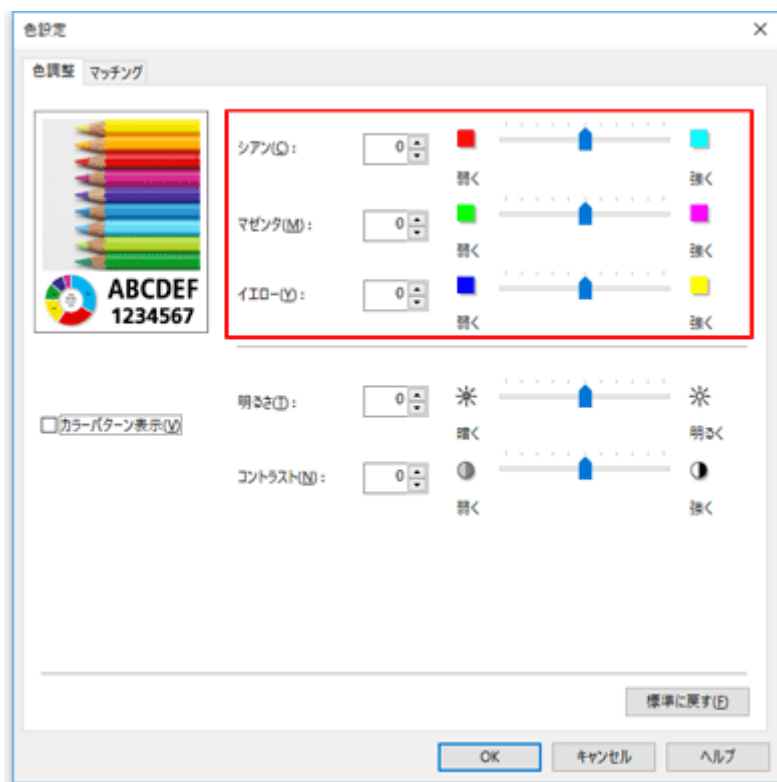 色設定
色調整 マッチング
シアン(C): 0
弱く 強く
マゼンタ(M): 0
弱く 強く
イエロー(Y): 0
弱く 強く
ABCDEF
1234567
カラーパターン表示(V)
明るさ(T): 0
暗く 明るく
コントラスト(N): 0
弱く 強く
標準に戻す(F)
OK キャンセル ヘルプ